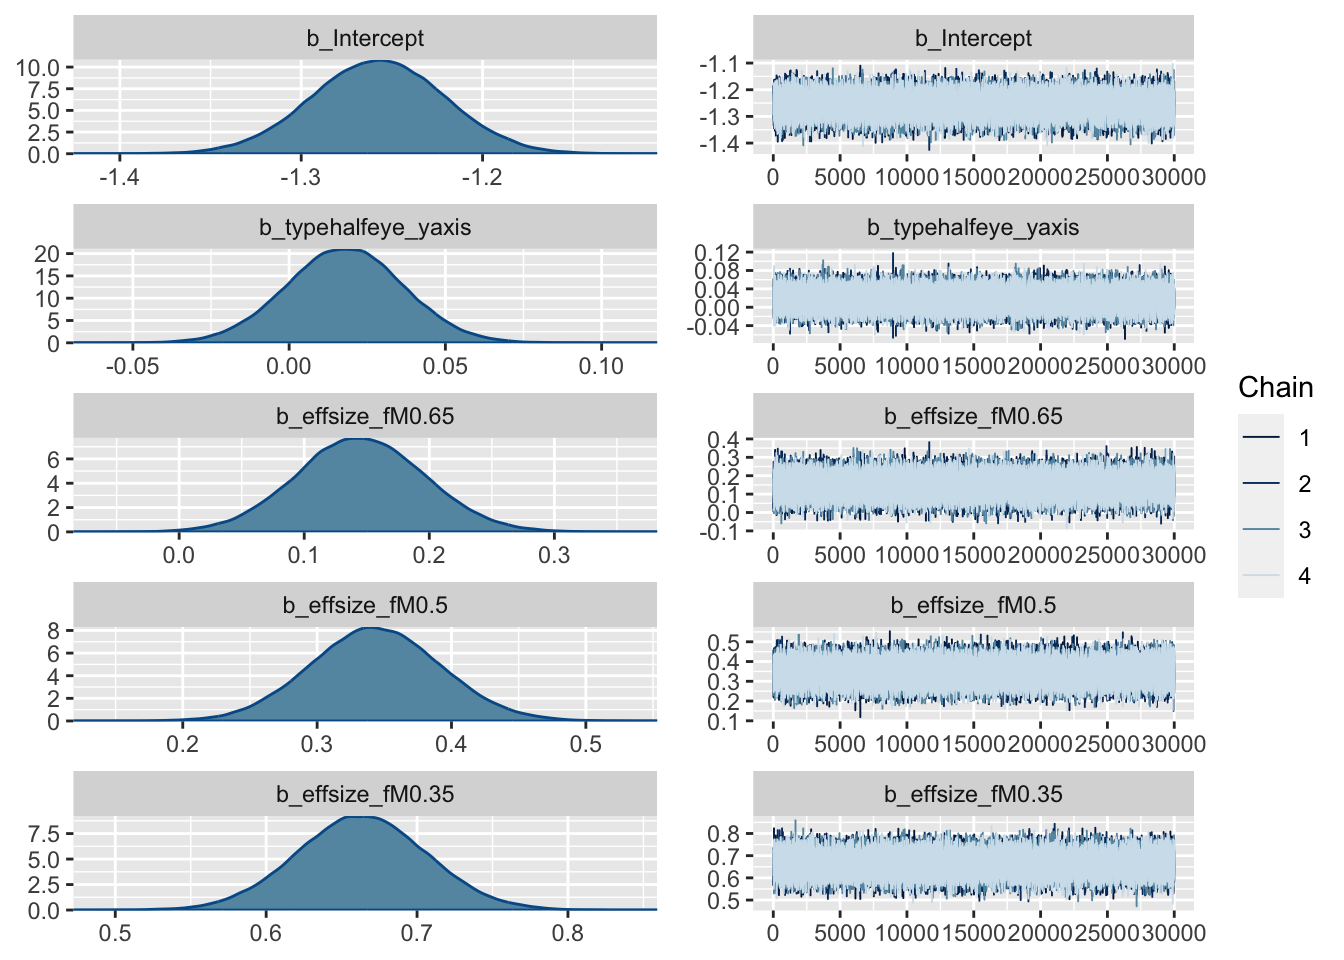 b_Intercept
10.0
7.5
5.0
2.5
0.0
-1.4 -1.3 -1.2
b_Intercept
-1.1
-1.2
-1.3
-1.4
0 5000 10000 15000 20000 25000 30000
b_typehalfeye_yaxis
20
15
10
5
0
-0.05 0.00 0.05 0.10
b_typehalfeye_yaxis
0.12
0.08
0.04
0.00
-0.04
0 5000 10000 15000 20000 25000 30000
b_effsize_fM0.65
6
4
2
0
0.0 0.1 0.2 0.3
b_effsize_fM0.65
0.4
0.3
0.2
0.1
0.0
-0.1
0 5000 10000 15000 20000 25000 30000
b_effsize_fM0.5
8
6
4
2
0
0.2 0.3 0.4 0.5
b_effsize_fM0.5
0.5
0.4
0.3
0.2
0.1
0 5000 10000 15000 20000 25000 30000
b_effsize_fM0.35
7.5
5.0
2.5
0.0
0.5 0.6 0.7 0.8
b_effsize_fM0.35
0.8
0.7
0.6
0.5
0 5000 10000 15000 20000 25000 30000
Chain
1
2
3
4